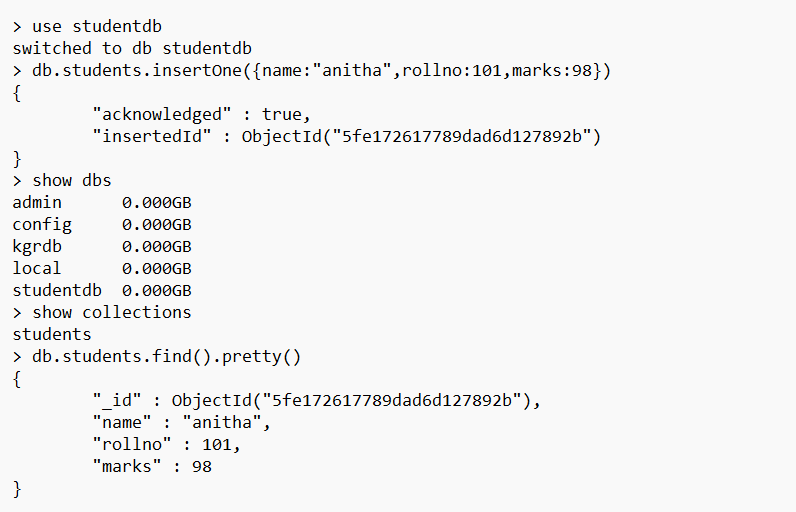 > use studentdb
switched to db studentdb
> db.students.insertOne({name:"anitha",rollno:101,marks:98})
{
        "acknowledged" : true,
        "insertedId" : ObjectId("5fe172617789dad6d127892b")
}
> show dbs
admin      0.000GB
config     0.000GB
kgrdb      0.000GB
local      0.000GB
studentdb  0.000GB
> show collections
students
> db.students.find().pretty()
{
        "_id" : ObjectId("5fe172617789dad6d127892b"),
        "name" : "anitha",
        "rollno" : 101,
        "marks" : 98
}